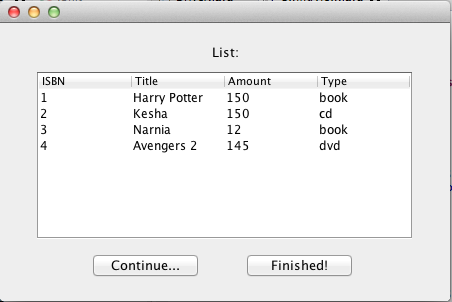 List:
ISBN Title Amount Type
1 Harry Potter 150 book
2 Kesha 150 cd
3 Narnia 12 book
4 Avengers 2 145 dvd
Continue... Finished!